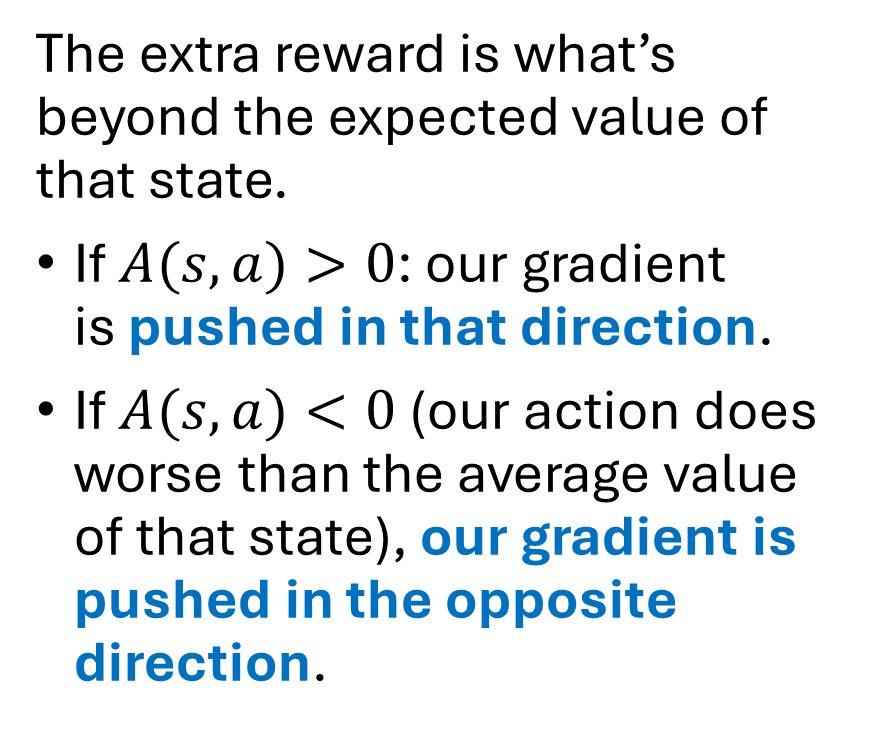 The extra reward is what’s
beyond the expected value of
that state.
• If A(s, a) > 0: our gradient
is pushed in that direction.
• If A(s, a) < 0 (our action does
worse than the average value
of that state), our gradient is
pushed in the opposite
direction.